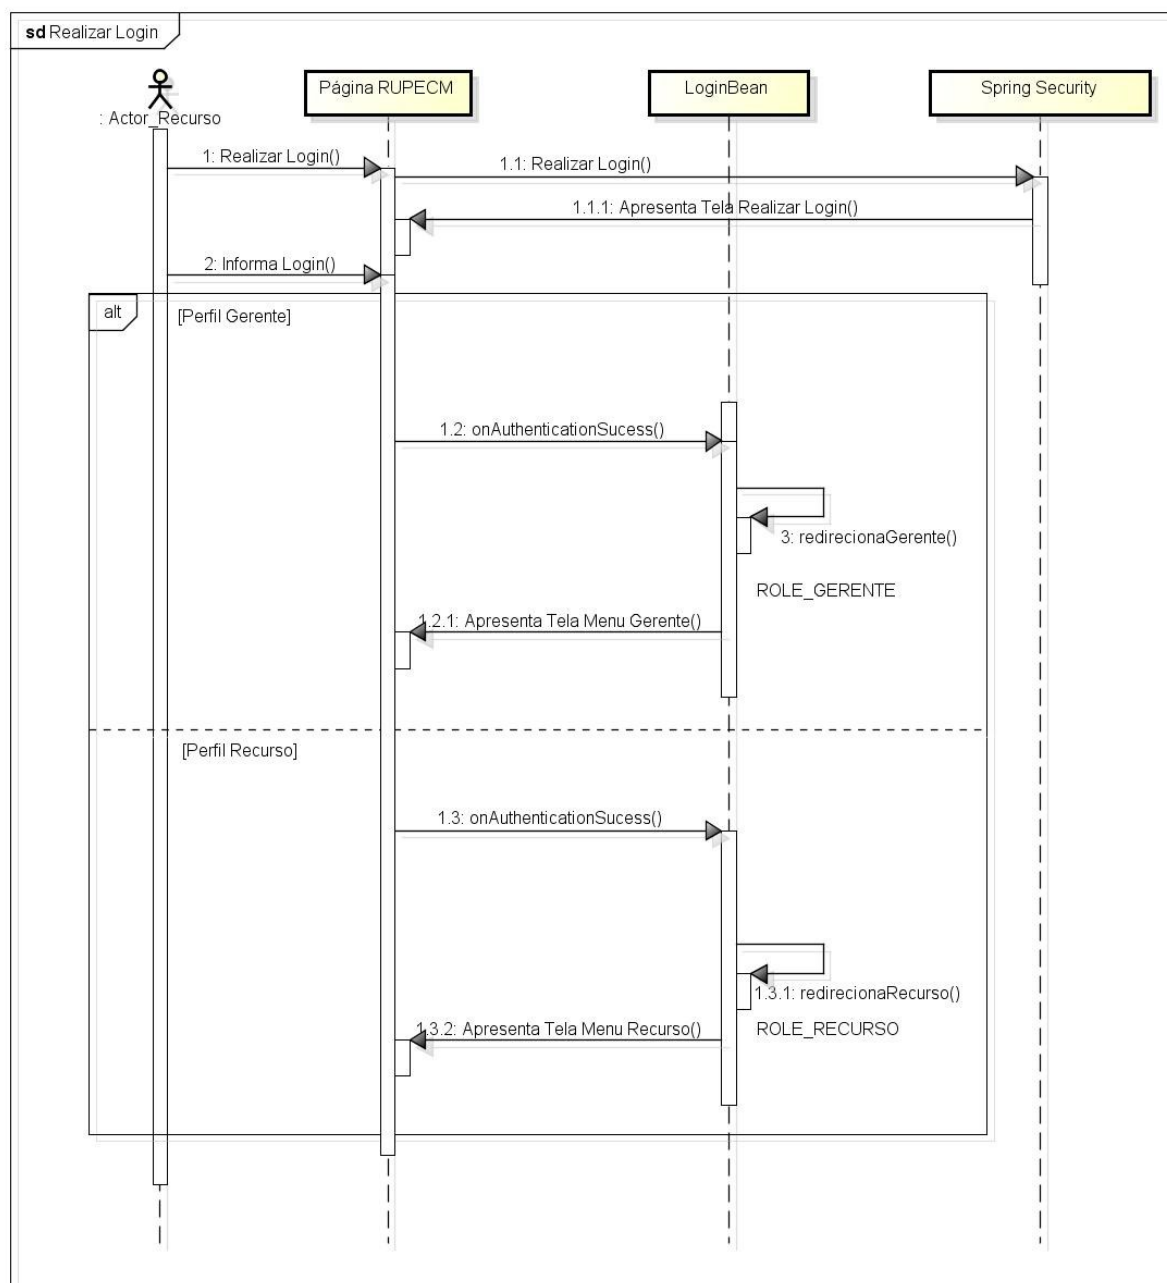 sd Realizar Login
: Actor_Recurso
Página RUPECM
LoginBean
Spring Security
1: Realizar Login()
1.1: Realizar Login()
1.1.1: Apresenta Tela Realizar Login()
2: Informa Login()
alt
[Perfil Gerente]
1.2: onAuthenticationSucess()
3: redirecionaGerente()
ROLE_GERENTE
1.2.1: Apresenta Tela Menu Gerente()
[Perfil Recurso]
1.3: onAuthenticationSucess()
1.3.1: redirecionaRecurso()
1.3.2: Apresenta Tela Menu Recurso()
ROLE_RECURSO